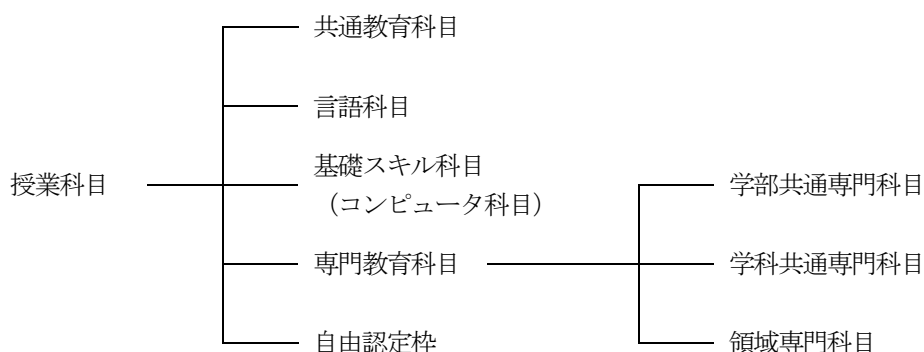 共通教育科目
言語科目
授業科目
基礎スキル科目
（コンピュータ科目）
専門教育科目
自由認定枠
学部共通専門科目
学科共通専門科目
領域専門科目